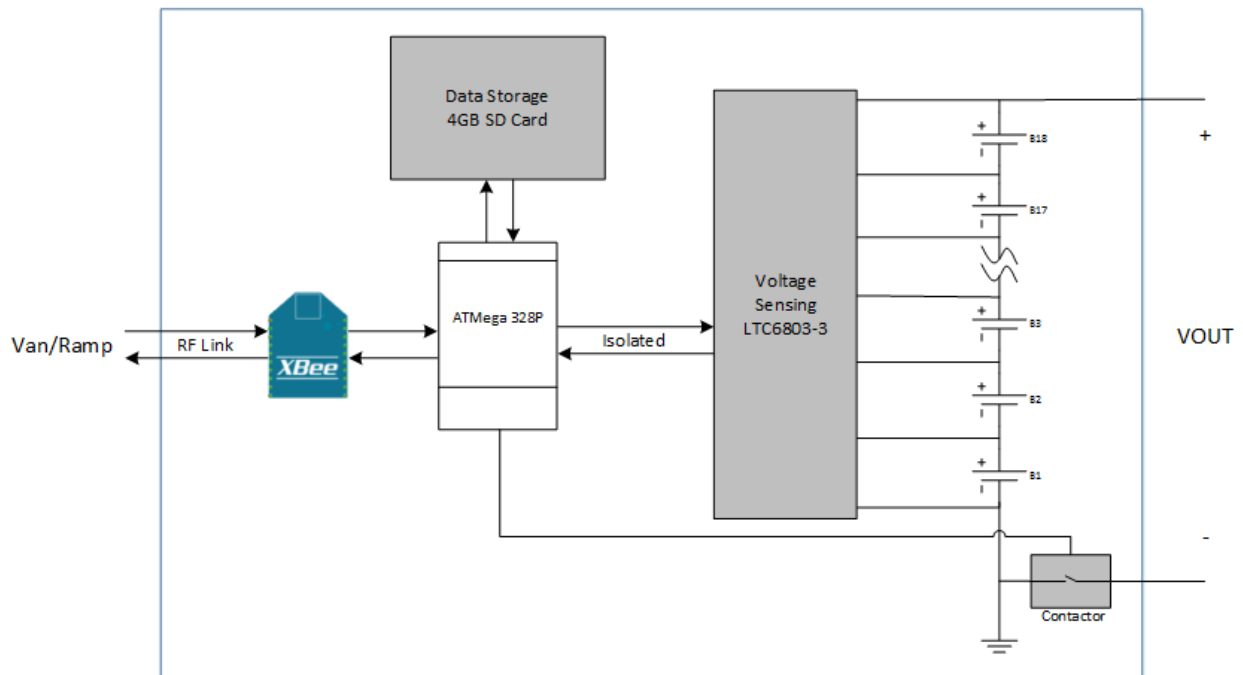 Data Storage
4GB SD Card
+
B18
+
B17
Voltage
Sensing
LTC6803-3
ATMega 328P
+
B3
Van/Ramp
RF Link
XBee
Isolated
VOUT
+
B2
+
B1
+
-
Contactor